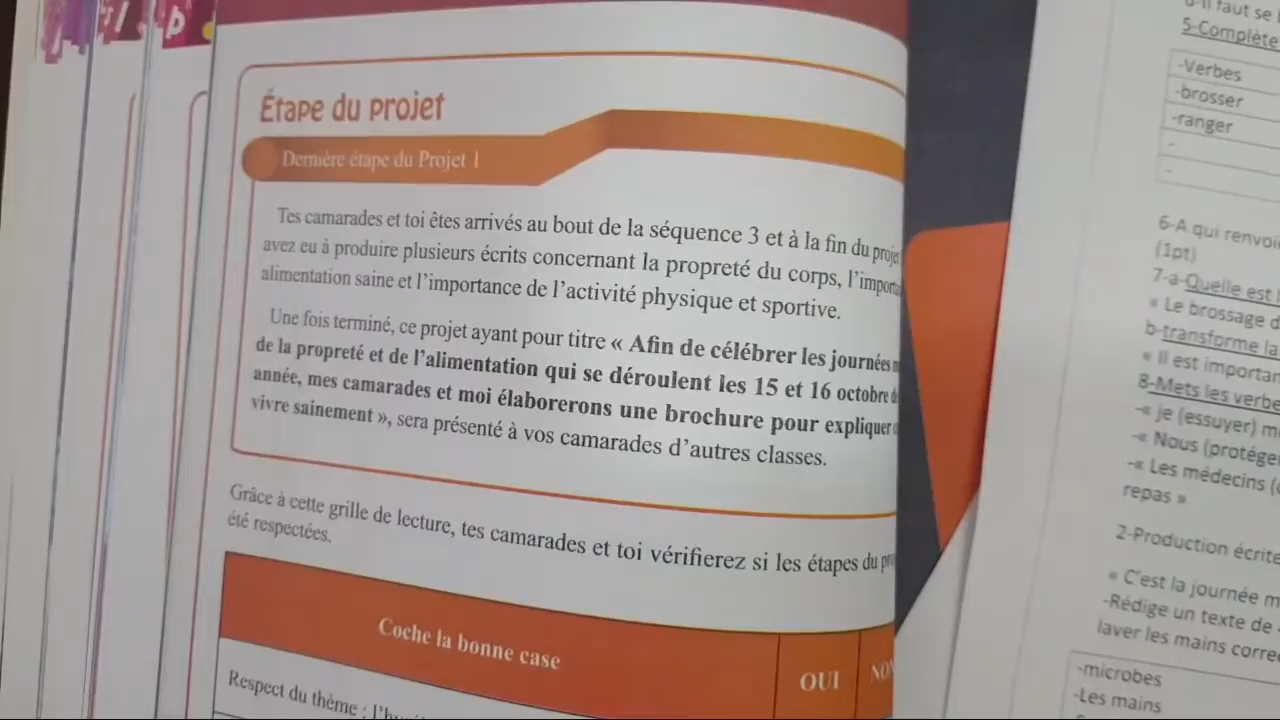 Étape du projet
Dernière étape du Projet 1
Tes camarades et toi êtes arrivés au bout de la séquence 3 et à la fin du
avez eu à produire plusieurs écrits concernant la propreté du corps,
alimentation saine et l'importance de l'activité physique et sportive.
Une fois terminé, ce projet ayant pour titre « Afin de célébrer les journées
de la propreté et de l'alimentation qui se déroulent les 15 et 16 octobre
année, mes camarades et moi élaborerons une brochure pour expliquer
vivre sainement », sera présenté à vos camarades d'autres classes.
Grâce à cette grille de lecture, tes camarades et toi vérifierez si les étapes du
été respectées.
Coche la bonne case
OUI
Respect du thème :
faut se
5-Complète
-Verbes
-brosser
-ranger
-
-
6-A qui
(1pt)
7-a-Quelle est
« Le brossage
b-transforme la
« Il est
8-Mets les
-« je (essuyer)
-« Nous
-« Les médecins
repas »
2-Production écrite
« C'est la journée
-Rédige un texte de
laver les mains
-microbes
-Les mains